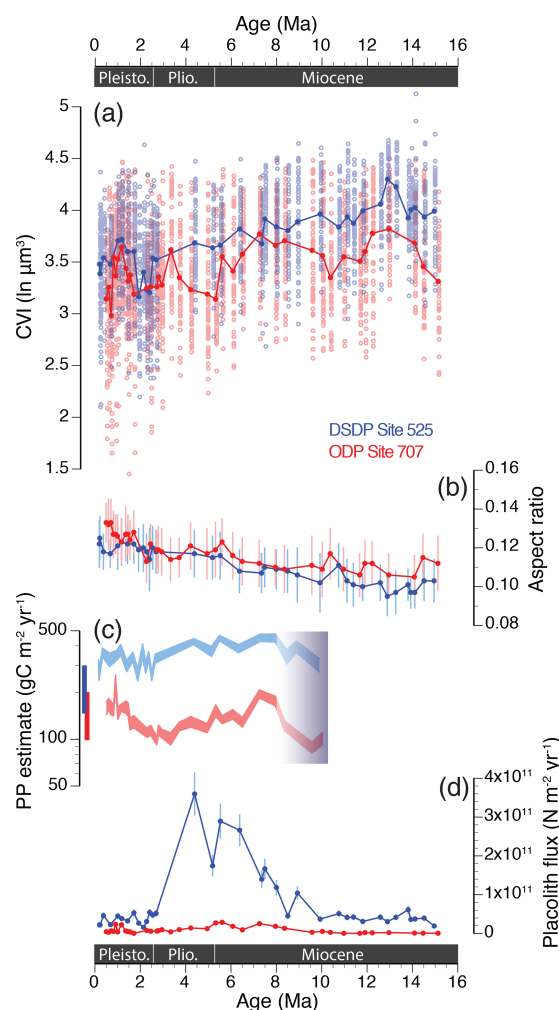 Age (Ma)
0 2 4 6 8 10 12 14 16
Pleisto. Plio. Miocene
(a)
5
4.5
4
3.5
3
2.5
2
1.5
CVI (ln μm³)
DSDP Site 525
ODP Site 707
(b)
0.16
0.14
0.12
0.10
0.08
Aspect ratio
(c)
500
100
50
PP estimate (gC m⁻² yr⁻¹)
(d)
4x10¹¹
3x10¹¹
2x10¹¹
1x10¹¹
0
Placolith flux (N m⁻² yr⁻¹)
Pleisto. Plio. Miocene
0 2 4 6 8 10 12 14 16
Age (Ma)